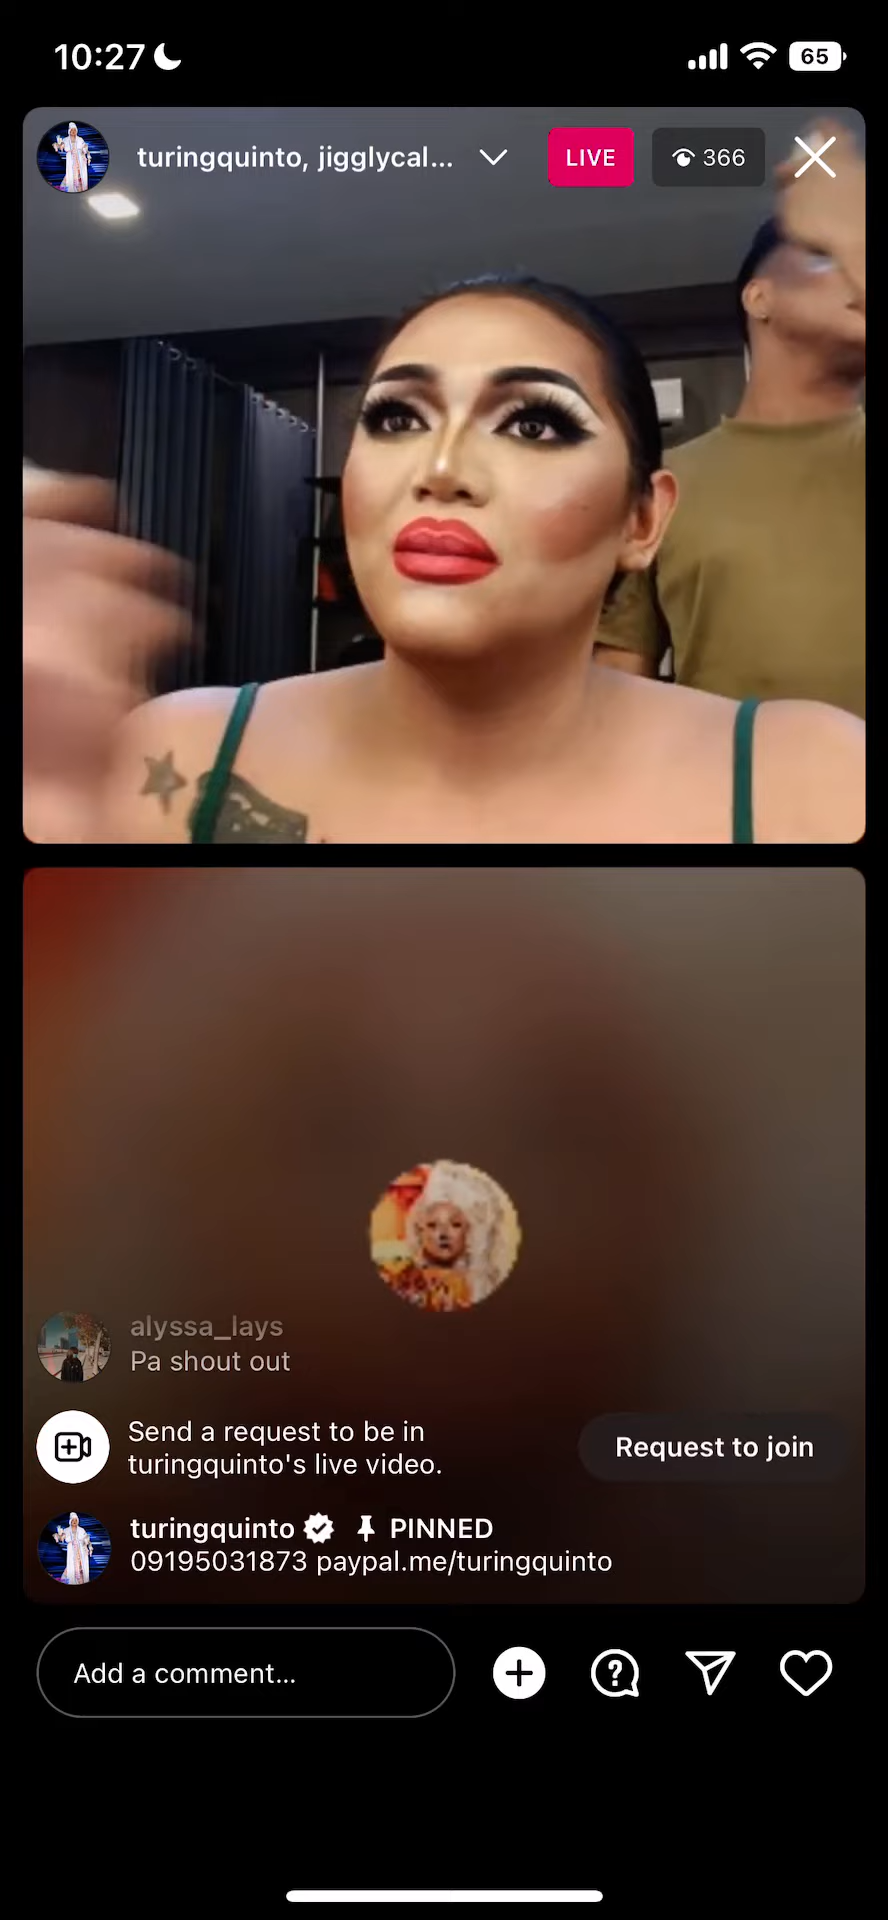 10:27
65
turingquinto, jigglycal...
LIVE
366
alyssa_lays
Pa shout out
Send a request to be in
turingquinto's live video.
Request to join
turingquinto PINNED
09195031873 paypal.me/turingquinto
Add a comment...